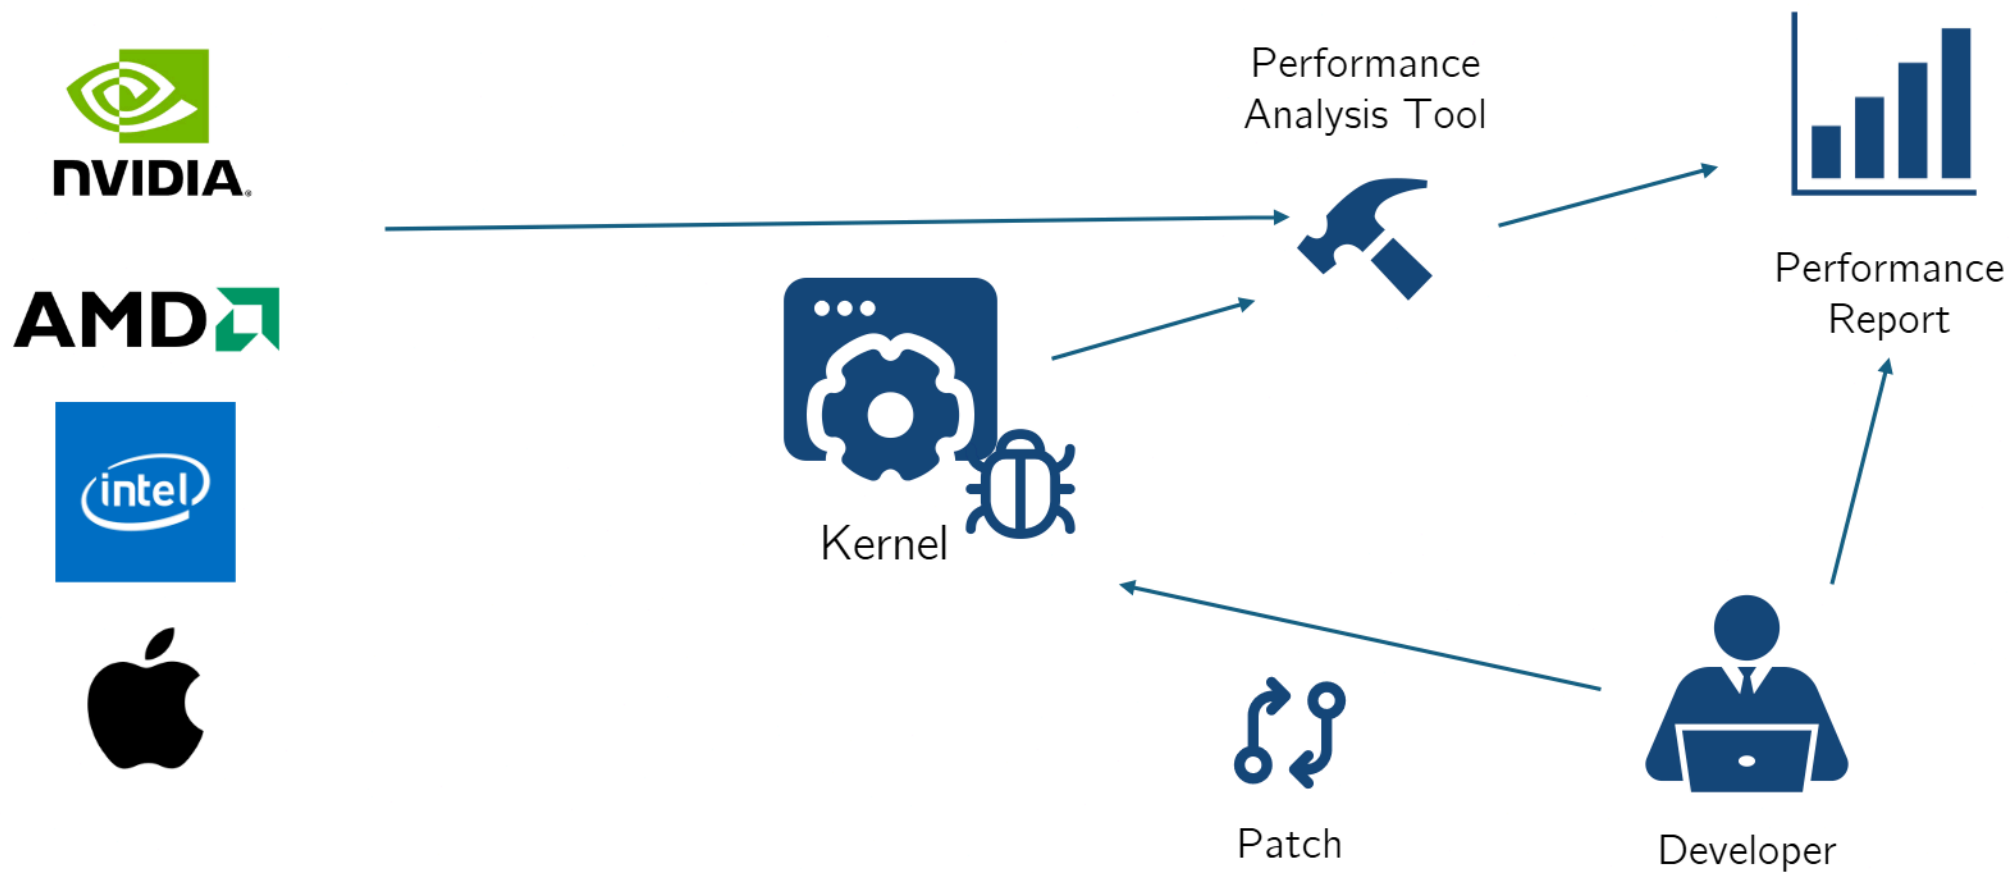 NVIDIA.
AMD
intel
Performance
Analysis Tool
Performance
Report
Kernel
Patch
Developer